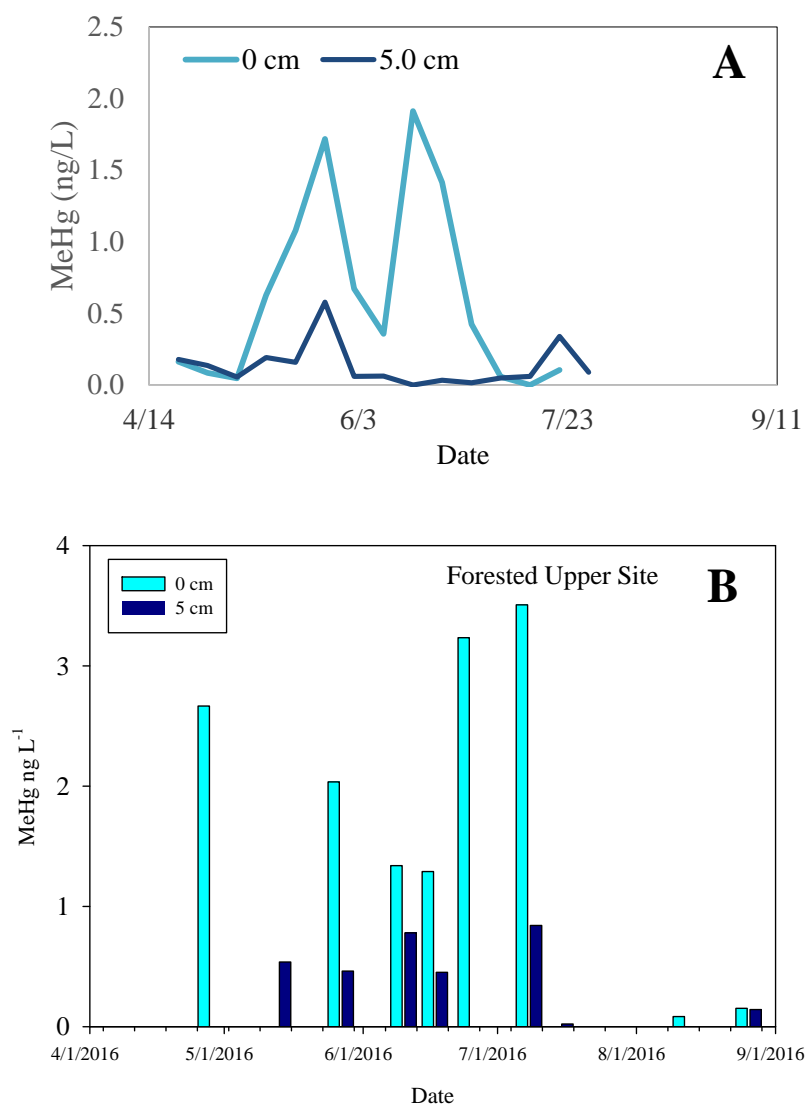 2.5
0 cm 5.0 cm A
2.0
1.5
1.0
0.5
0.0
MeHg (ng/L)
4/14 6/3 7/23 9/11
Date
4
0 cm
5 cm
Forested Upper Site B
3
2
1
0
MeHg ng L⁻¹
4/1/2016 5/1/2016 6/1/2016 7/1/2016 8/1/2016 9/1/2016
Date